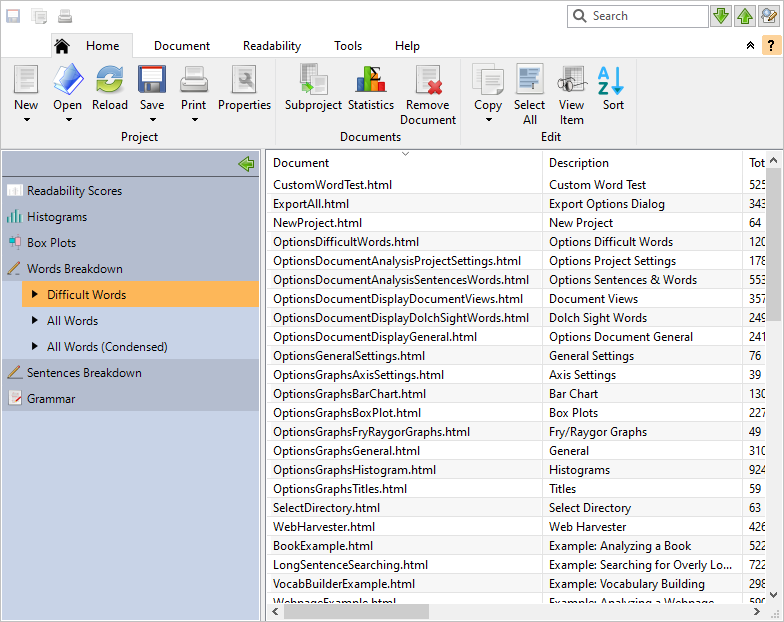 Search
Home Document Readability Tools Help
?
New Open Reload Save Print Properties Subproject Statistics Remove Document Copy Select All View Item Sort
Project Documents Edit
Readability Scores
Histograms
Box Plots
Words Breakdown
Difficult Words
All Words
All Words (Condensed)
Sentences Breakdown
Grammar
Document Description Tot
CustomWordTest.html Custom Word Test 525
ExportAll.html Export Options Dialog 343
NewProject.html New Project 64
OptionsDifficultWords.html Options Difficult Words 120
OptionsDocumentAnalysisProjectSettings.html Options Project Settings 178
OptionsDocumentAnalysisSentencesWords.html Options Sentences & Words 553
OptionsDocumentDisplayDocumentViews.html Document Views 357
OptionsDocumentDisplayDolchSightWords.html Dolch Sight Words 249
OptionsDocumentDisplayGeneral.html Options Document General 241
OptionsGeneralSettings.html General Settings 76
OptionsGraphsAxisSettings.html Axis Settings 39
OptionsGraphsBarChart.html Bar Chart 130
OptionsGraphsBoxPlot.html Box Plots 227
OptionsGraphsFryRaygorGraphs.html Fry/Raygor Graphs 49
OptionsGraphsGeneral.html General 310
OptionsGraphsHistogram.html Histograms 924
OptionsGraphsTitles.html Titles 59
SelectDirectory.html Select Directory 63
WebHarvester.html Web Harvester 426
BookExample.html Example: Analyzing a Book 522
LongSentenceSearching.html Example: Searching for Overly Lo... 722
VocabBuilderExample.html Example: Vocabulary Building 298
WebpageExample.html Example: Analyzing a Webpage 590